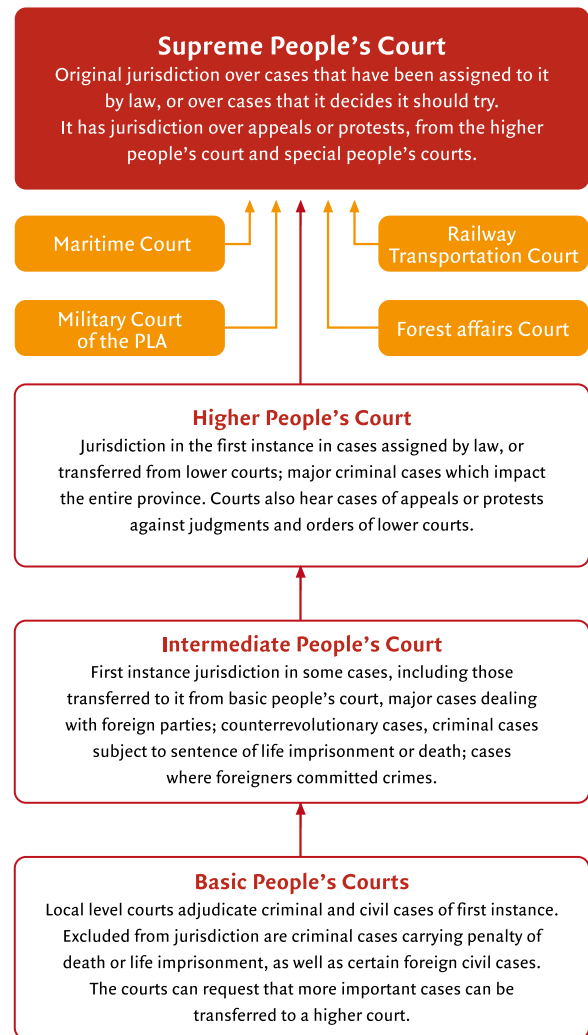 Supreme People’s Court
Original jurisdiction over cases that have been assigned to it
by law, or over cases that it decides it should try.
It has jurisdiction over appeals or protests, from the higher
people’s court and special people’s courts.
Maritime Court
Railway
Transportation Court
Military Court
of the PLA
Forest affairs Court
Higher People’s Court
Jurisdiction in the first instance in cases assigned by law, or
transferred from lower courts; major criminal cases which impact
the entire province. Courts also hear cases of appeals or protests
against judgments and orders of lower courts.
Intermediate People’s Court
First instance jurisdiction in some cases, including those
transferred to it from basic people’s court, major cases dealing
with foreign parties; counterrevolutionary cases, criminal cases
subject to sentence of life imprisonment or death; cases
where foreigners committed crimes.
Basic People’s Courts
Local level courts adjudicate criminal and civil cases of first instance.
Excluded from jurisdiction are criminal cases carrying penalty of
death or life imprisonment, as well as certain foreign civil cases.
The courts can request that more important cases can be
transferred to a higher court.